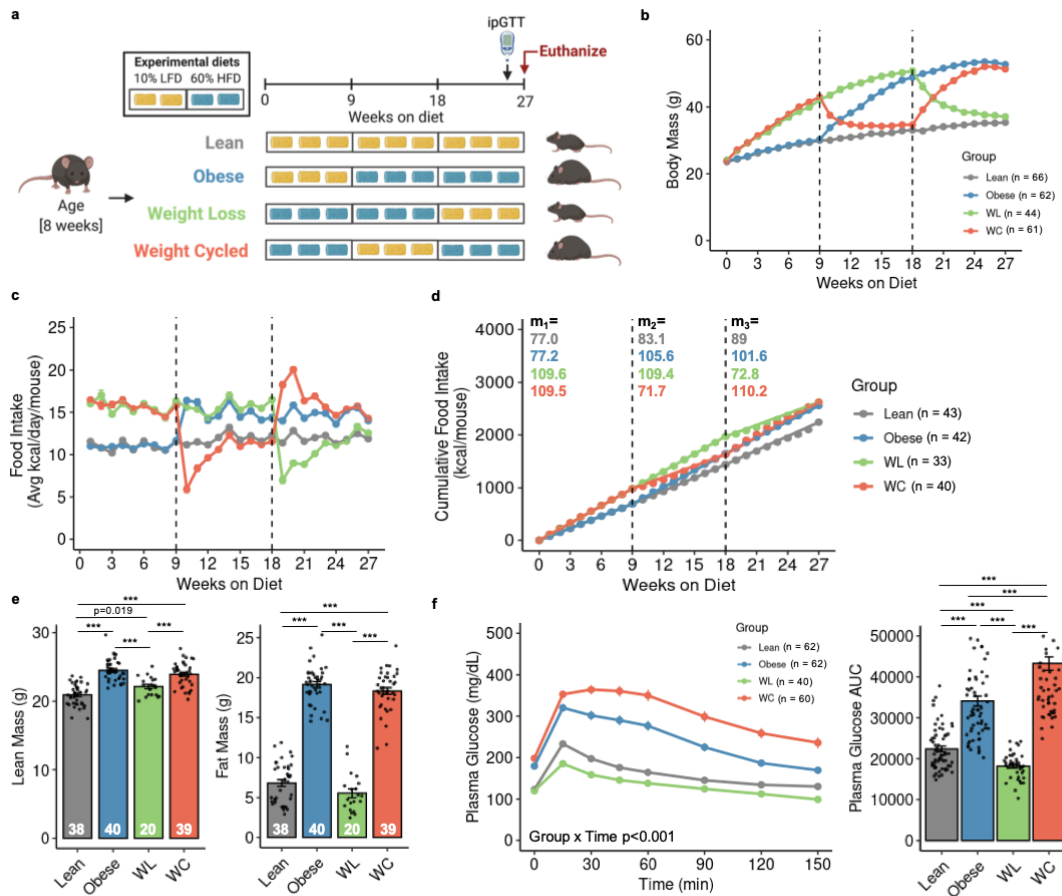 a
ipGTT
Euthanize
Experimental diets
10% LFD 60% HFD
0 9 18 27
Weeks on diet
Age
[8 weeks]
Lean
Obese
Weight Loss
Weight Cycled
b
Body Mass (g)
60
40
20
0
0 3 6 9 12 15 18 21 24 27
Weeks on Diet
Group
Lean (n = 66)
Obese (n = 62)
WL (n = 44)
WC (n = 61)
c
Food Intake
(Avg kcal/day/mouse)
25
20
15
10
5
0
0 3 6 9 12 15 18 21 24 27
Weeks on Diet
d
Cumulative Food Intake
(kcal/mouse)
4000
3000
2000
1000
0
m1= m2= m3=
77.0 83.1 89
77.2 105.6 101.6
109.6 109.4 72.8
109.5 71.7 110.2
0 3 6 9 12 15 18 21 24 27
Weeks on Diet
Group
Lean (n = 43)
Obese (n = 42)
WL (n = 33)
WC (n = 40)
e
***
p=0.019
*** ***
***
Lean Mass (g)
30
20
10
0
38 40 20 39
Lean Obese WL WC
***
*** *** ***
Fat Mass (g)
25
20
15
10
5
0
38 40 20 39
Lean Obese WL WC
f
Plasma Glucose (mg/dL)
500
400
300
200
100
0
Group
Lean (n = 62)
Obese (n = 62)
WL (n = 40)
WC (n = 60)
Group x Time p<0.001
0 30 60 90 120 150
Time (min)
***
***
***
*** *** ***
Plasma Glucose AUC
50000
40000
30000
20000
10000
0
Lean Obese WL WC